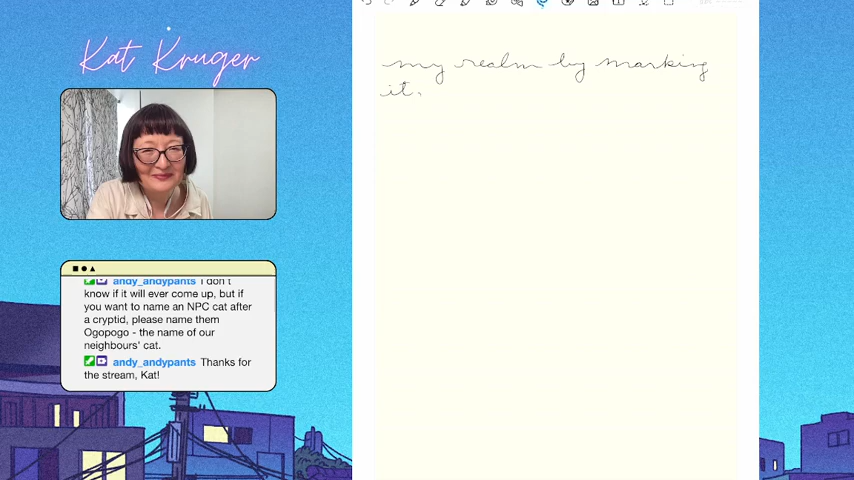 Kat Kruger
my realm by marking
it.
andy_andypants I don't
know if it will ever come up, but if
you want to name an NPC cat after
a cryptid, please name them
Ogopogo - the name of our
neighbours' cat.
andy_andypants Thanks for
the stream, Kat!